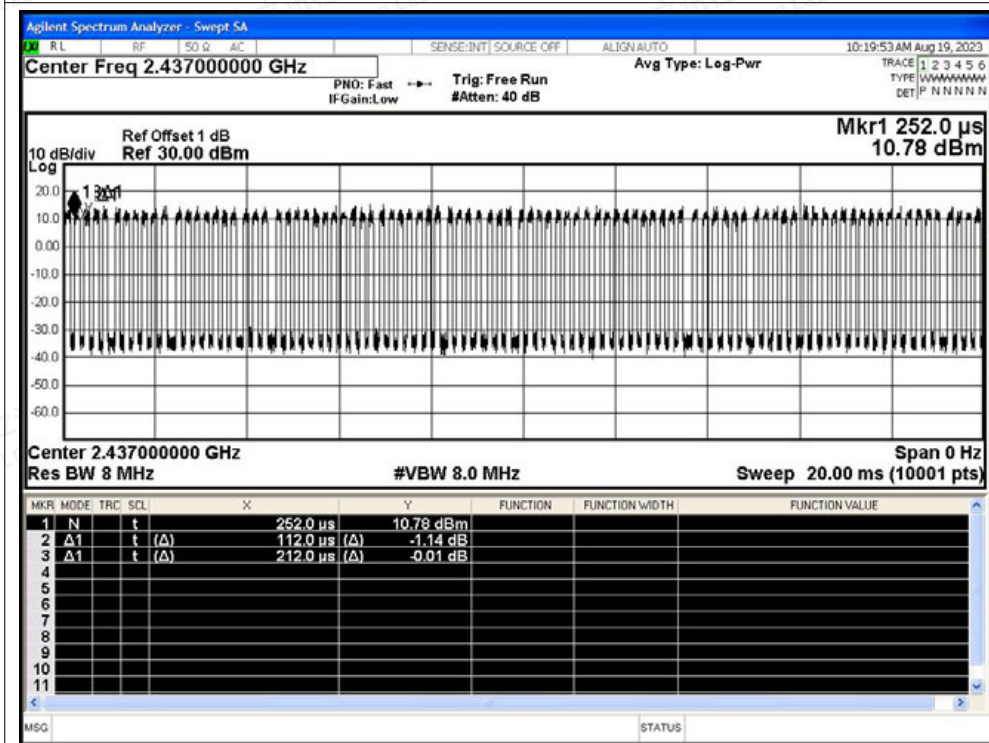 Agilent Spectrum Analyzer - Swept SA
RL RF 50 Ω AC SENSE:INT SOURCE OFF ALIGN AUTO 10:19:53 AM Aug 19, 2023
Center Freq 2.437000000 GHz Avg Type: Log-Pwr TRACE 1 2 3 4 5 6
PNO: Fast Trig: Free Run TYPE WWWWWW
IFGain:Low #Atten: 40 dB DET P N N N N N
Mkr1 252.0 µs
Ref Offset 1 dB
10 dB/div Ref 30.00 dBm 10.78 dBm
Log
20.0
10.0
0.00
-10.0
-20.0
-30.0
-40.0
-50.0
-60.0
Center 2.437000000 GHz Span 0 Hz
Res BW 8 MHz #VBW 8.0 MHz Sweep 20.00 ms (10001 pts)
MKR MODE TRC SCL X Y FUNCTION FUNCTION WIDTH FUNCTION VALUE
1 N t 252.0 µs 10.78 dBm
2 Δ1 t (Δ) 112.0 µs (Δ) -1.14 dB
3 Δ1 t (Δ) 212.0 µs (Δ) -0.01 dB
4
5
6
7
8
9
10
11
MSG STATUS